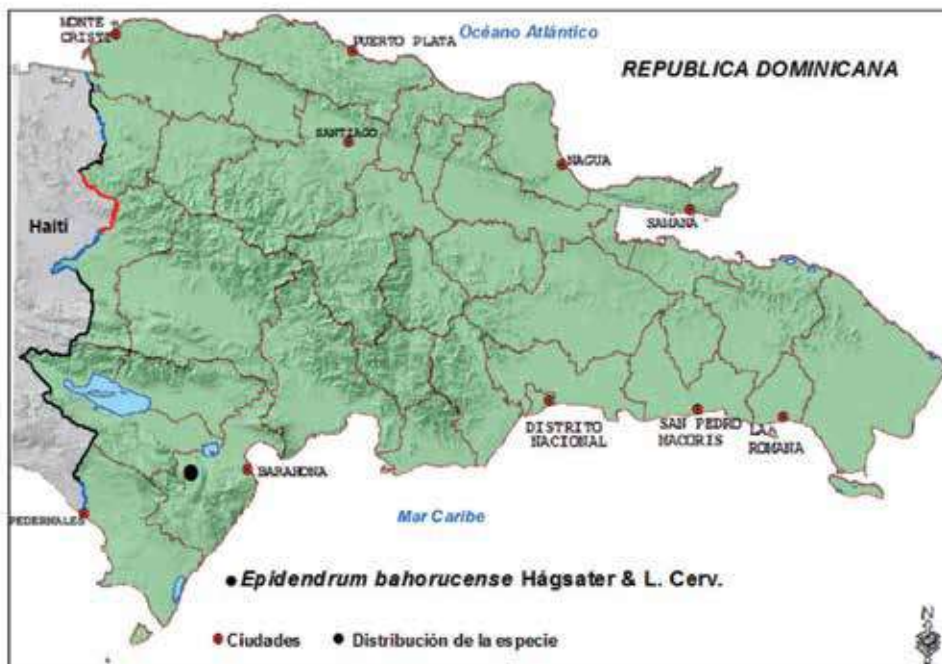 MONTE
CRISTI
Océano Atlántico
PUERTO PLATA
REPUBLICA DOMINICANA
SANTIAGO
NAGUA
SAMANA
Haití
DISTRITO
NACIONAL
SAN PEDRO
MACORIS
LA
ROMANA
BARAHONA
PEDERNALES
Mar Caribe
Epidendrum bahorucense Hágsater & L. Cerv.
Ciudades
Distribución de la especie